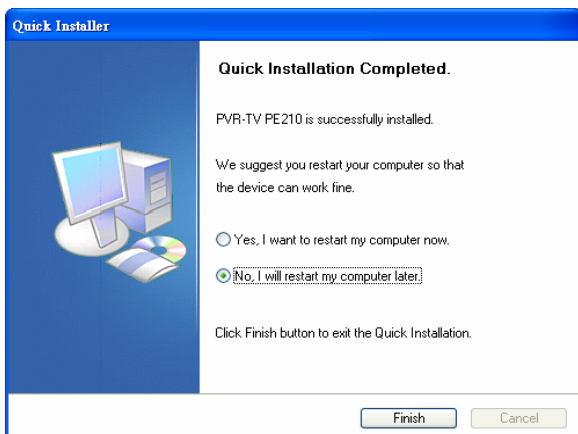 Quick Installer
Quick Installation Completed.
PVR-TV PE210 is successfully installed.
We suggest you restart your computer so that
the device can work fine.
Yes, I want to restart my computer now.
No, I will restart my computer later.
Click Finish button to exit the Quick Installation.
Finish
Cancel